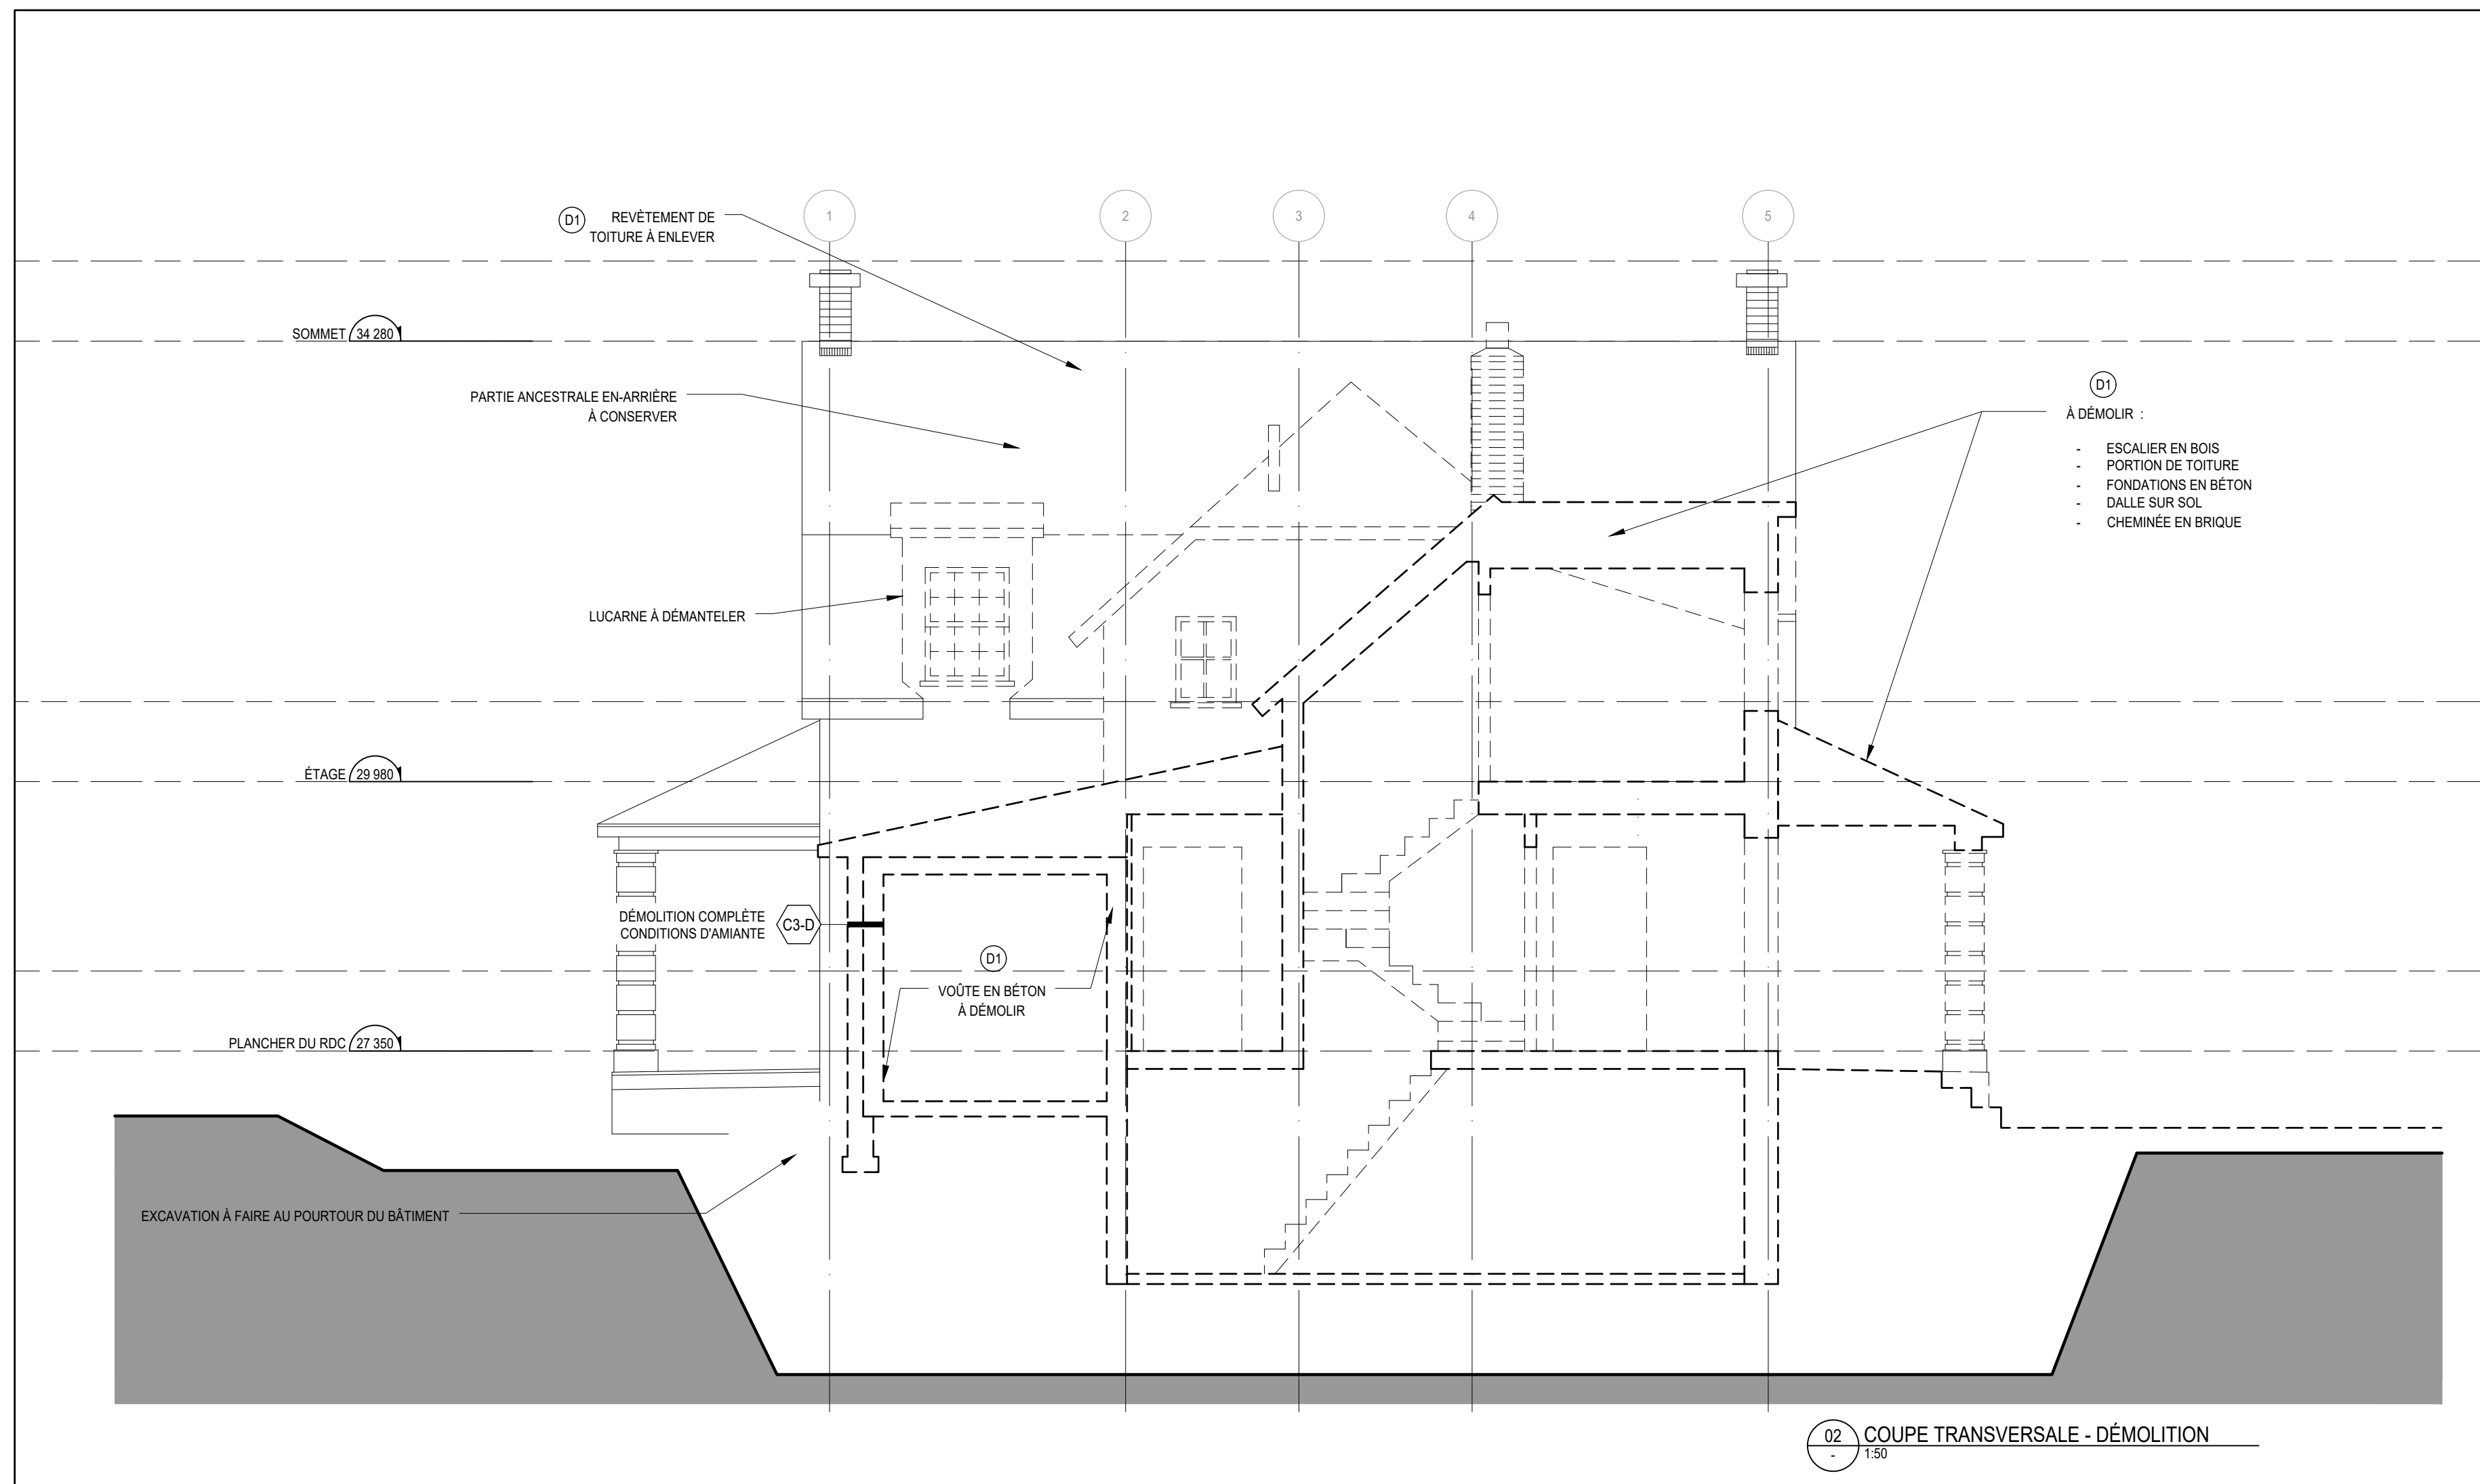 1
2
3
4
5
D1
REVÈTEMENT DE
TOITURE À ENLEVER
SOMMET 34 280
PARTIE ANCESTRALE EN-ARRIÈRE
À CONSERVER
D1
À DÉMOLIR :
- ESCALIER EN BOIS
- PORTION DE TOITURE
- FONDATIONS EN BÉTON
- DALLE SUR SOL
- CHEMINÉE EN BRIQUE
LUCARNE À DÉMANTELER
ÉTAGE 29 980
DÉMOLITION COMPLÈTE
CONDITIONS D'AMIANTE
C3-D
D1
VOÛTE EN BÉTON
À DÉMOLIR
PLANCHER DU RDC 27 350
EXCAVATION À FAIRE AU POURTOUR DU BÂTIMENT
02
-
COUPE TRANSVERSALE - DÉMOLITION
1:50